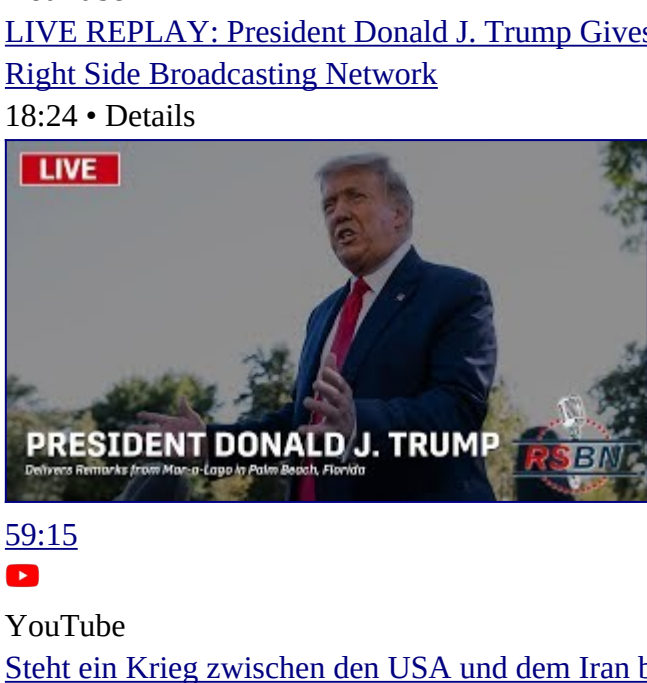 LIVE REPLAY: President Donald J. Trump Gives
Right Side Broadcasting Network
18:24 • Details
LIVE
PRESIDENT DONALD J. TRUMP
Delivers Remarks from Mar-a-Lago in Palm Beach, Florida
RSBN
59:15
YouTube
Steht ein Krieg zwischen den USA und dem Iran